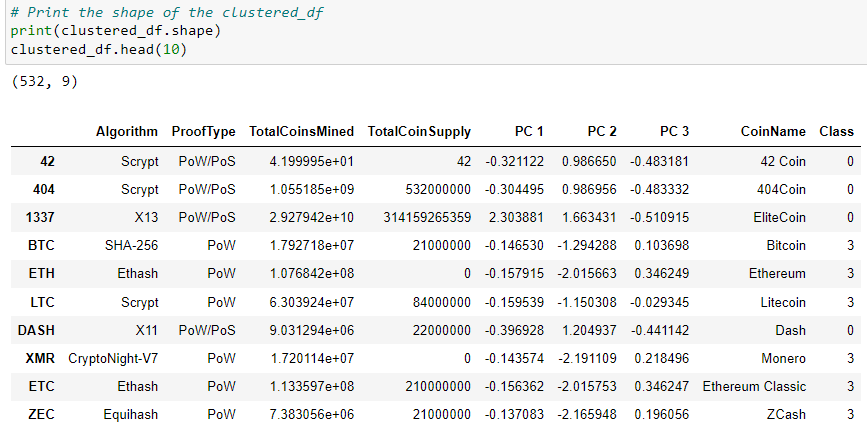 # Print the shape of the clustered_df
print(clustered_df.shape)
clustered_df.head(10)
(532, 9)
Algorithm ProofType TotalCoinsMined TotalCoinSupply PC 1 PC 2 PC 3 CoinName Class
42 Scrypt PoW/PoS 4.199995e+01 42 -0.321122 0.986650 -0.483181 42 Coin 0
404 Scrypt PoW/PoS 1.055185e+09 532000000 -0.304495 0.986956 -0.483332 404Coin 0
1337 X13 PoW/PoS 2.927942e+10 314159265359 2.303881 1.663431 -0.510915 EliteCoin 0
BTC SHA-256 PoW 1.792718e+07 21000000 -0.146530 -1.294288 0.103698 Bitcoin 3
ETH Ethash PoW 1.076842e+08 0 -0.157915 -2.015663 0.346249 Ethereum 3
LTC Scrypt PoW 6.303924e+07 84000000 -0.159539 -1.150308 -0.029345 Litecoin 3
DASH X11 PoW/PoS 9.031294e+06 22000000 -0.396928 1.204937 -0.441142 Dash 0
XMR CryptoNight-V7 PoW 1.720114e+07 0 -0.143574 -2.191109 0.218496 Monero 3
ETC Ethash PoW 1.133597e+08 210000000 -0.156362 -2.015753 0.346247 Ethereum Classic 3
ZEC Equihash PoW 7.383056e+06 21000000 -0.137083 -2.165948 0.196056 ZCash 3